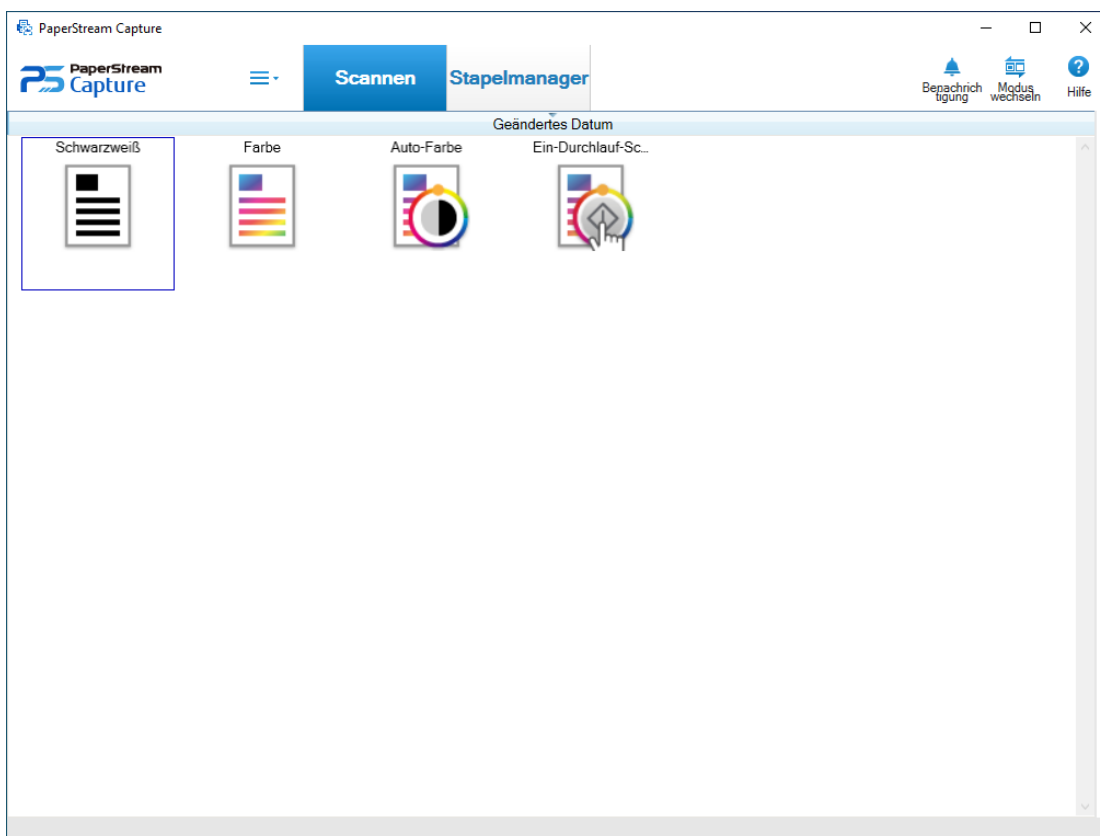 PaperStream Capture
PaperStream
Capture
Scannen
Stapelmanager
Benachrich
tigung
Modus
wechseln
Hilfe
Geändertes Datum
Schwarzweiß
Farbe
Auto-Farbe
Ein-Durchlauf-Sc...